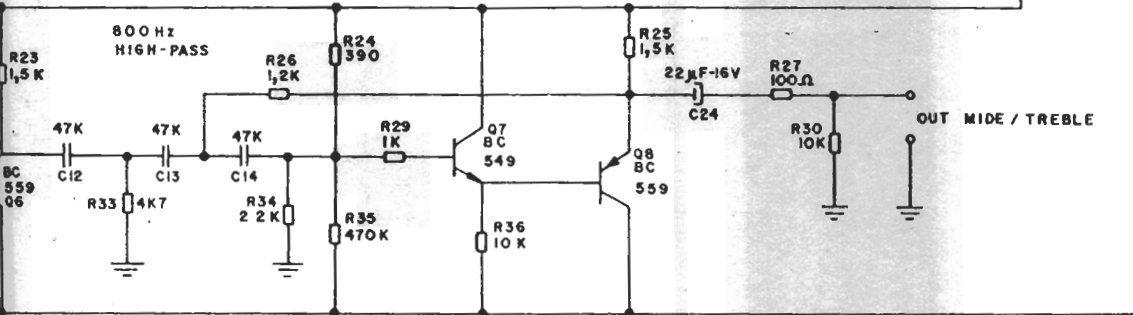 800Hz
HIGH-PASS
R23
1,5K
R24
390
R26
1,2K
R25
1,5K
22µF-16V
C24
R27
100Ω
OUT MIDE / TREBLE
R30
10K
47K
C12
47K
C13
47K
C14
R29
1K
Q7
BC
549
Q8
BC
559
BC
559
Q6
R33
4K7
R34
22K
R35
470K
R36
10K